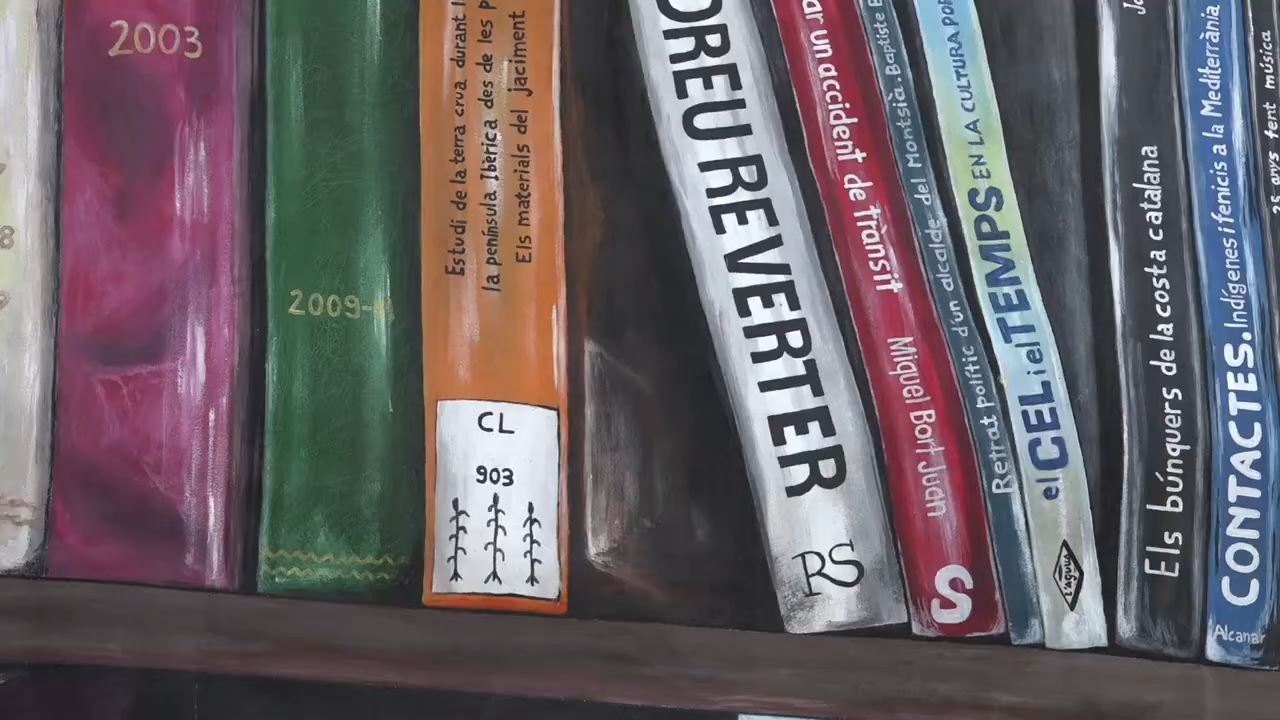 2003
2009-
Estudi de la terra crua durant
la península Ibèrica des de les
Els materials del jaciment
CL
903
OREU REVERTER
RS
ar un accident de trànsit Miquel Bort Juan
S
Retrat polític d'un alcalde del Montsià. Baptiste
el CEL i el TEMPS EN LA CULTURA
L'aguila
Els búnquers de la costa catalana
CONTACTES. Indígenes i fenicis a la Mediterrània
Alcanar
25 anys fent música